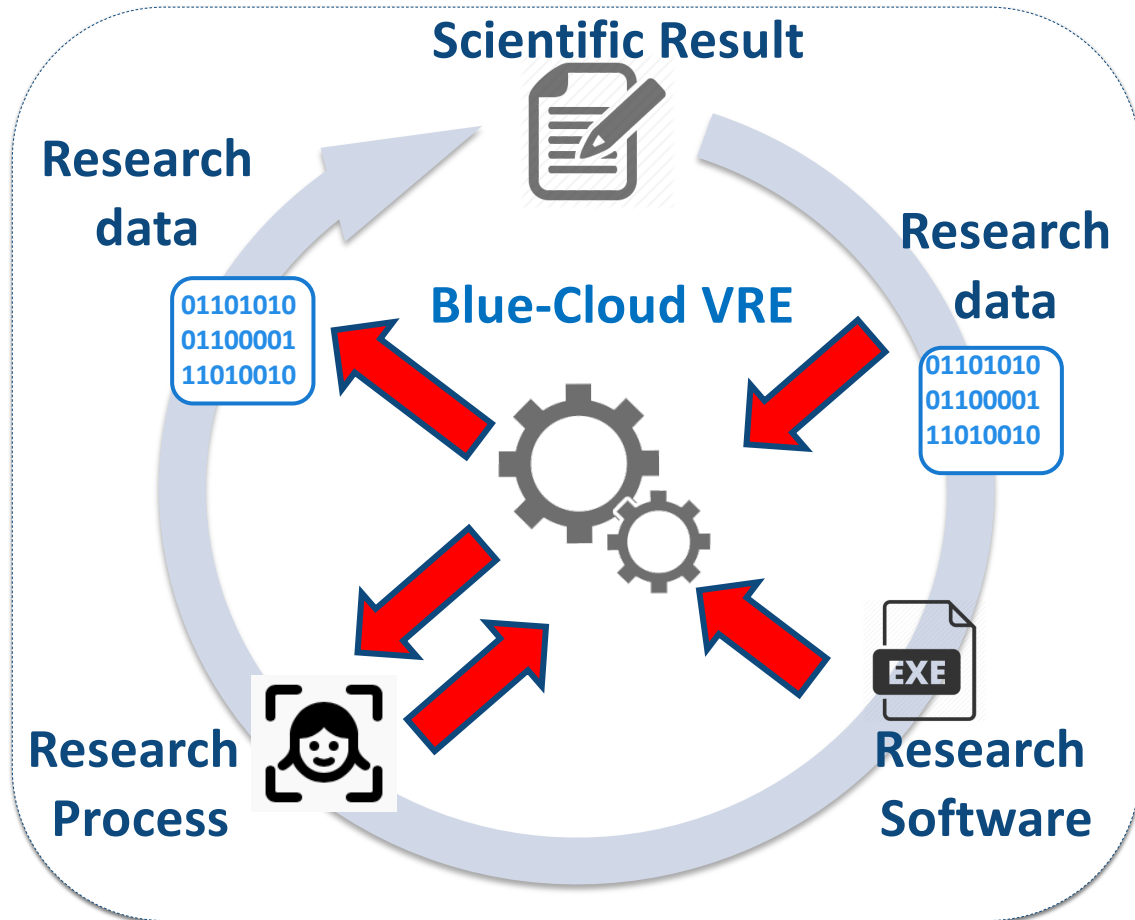 Scientific Result
Research
data
01101010
01100001
11010010
Blue-Cloud VRE
Research
data
01101010
01100001
11010010
EXE
Research
Software
Research
Process